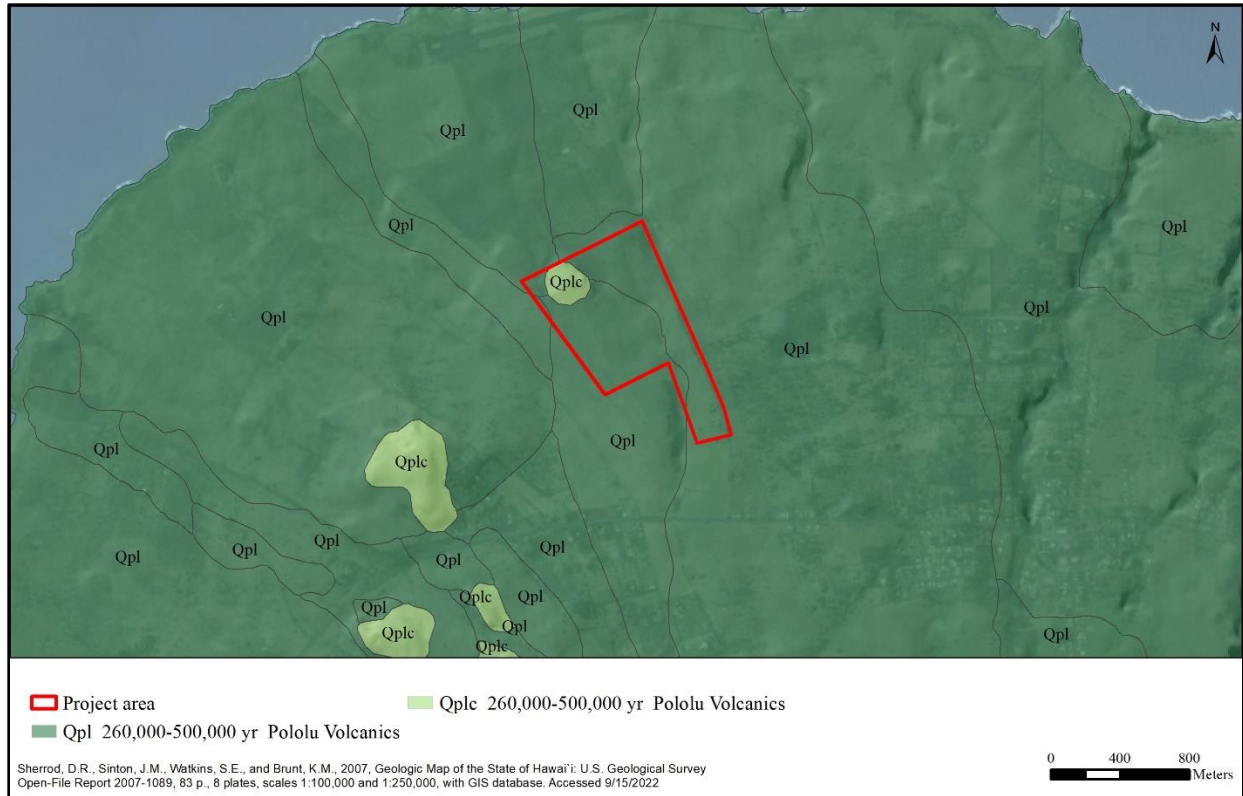 N
Qpl
Qpl
Qpl
Qpl
Qplc
Qpl
Qpl
Qpl
Qpl
Qpl
Qpl
Qplc
Qpl
Qpl
Qpl
Qpl
Qpl
Qplc
Qpl
Qpl
Qpl
Qplc
Qplc
Qpl
Project area
Qplc 260,000-500,000 yr Pololu Volcanics
Qpl 260,000-500,000 yr Pololu Volcanics
Sherrod, D.R., Sinton, J.M., Watkins, S.E., and Brunt, K.M., 2007, Geologic Map of the State of Hawai`i: U.S. Geological Survey
Open-File Report 2007-1089, 83 p., 8 plates, scales 1:100,000 and 1:250,000, with GIS database. Accessed 9/15/2022
0 400 800
Meters